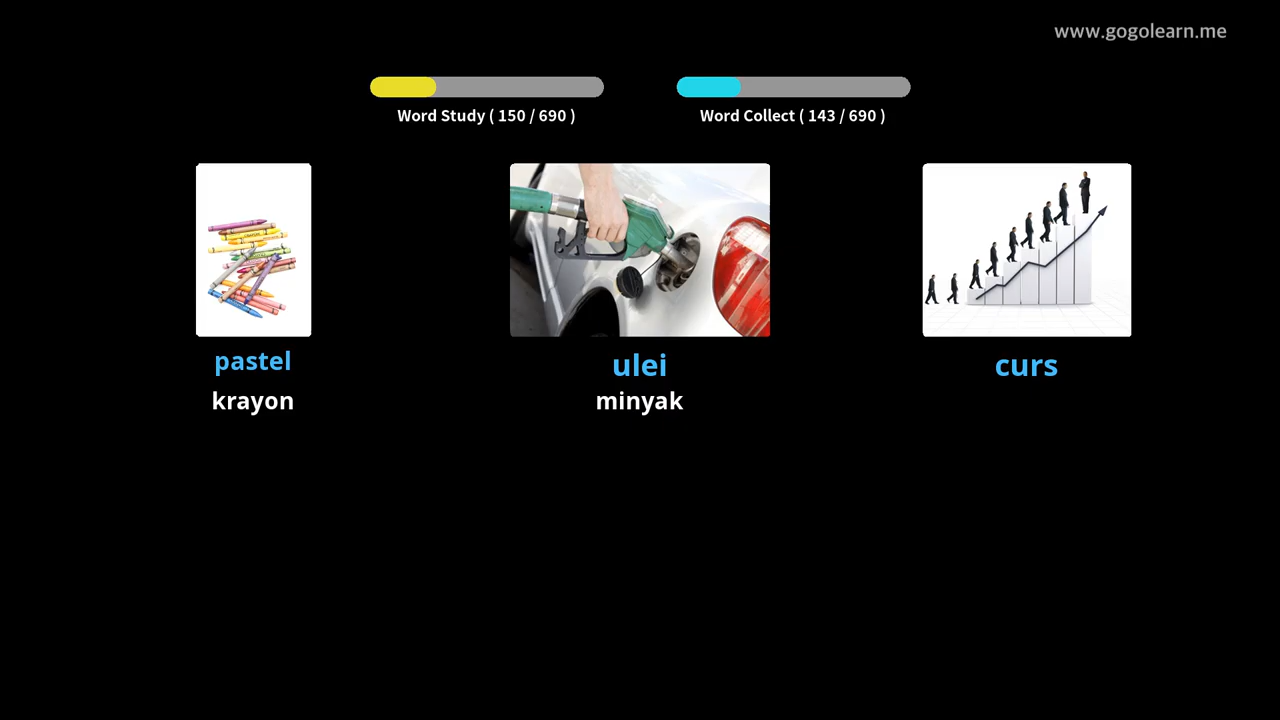 www.gogolearn.me
Word Study ( 150 / 690 )
Word Collect ( 143 / 690 )
pastel
ulei
curs
krayon
minyak